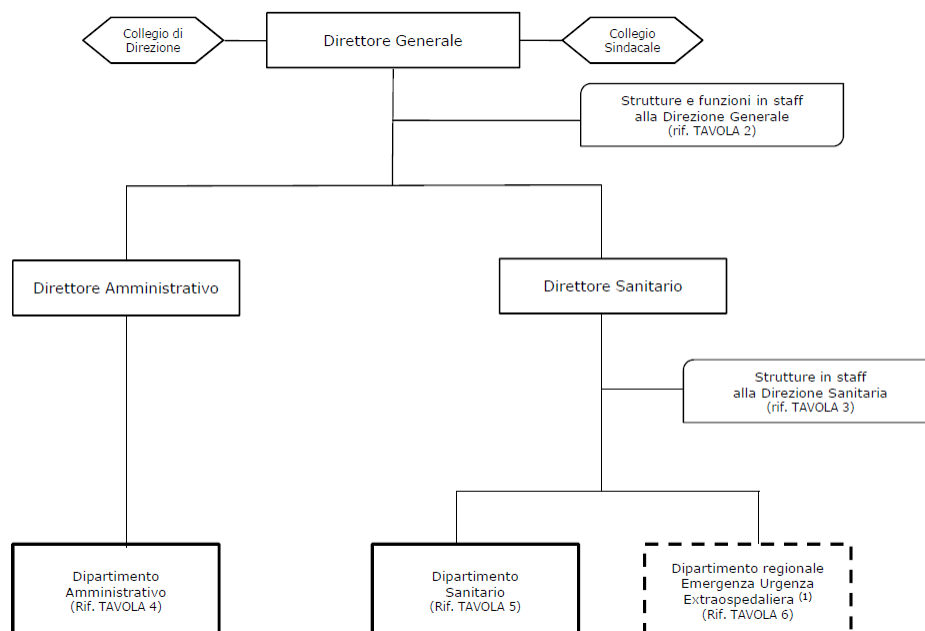 Collegio di
Direzione
Direttore Generale
Collegio
Sindacale
Strutture e funzioni in staff
alla Direzione Generale
(rif. TAVOLA 2)
Direttore Amministrativo
Direttore Sanitario
Strutture in staff
alla Direzione Sanitaria
(rif. TAVOLA 3)
Dipartimento
Amministrativo
(Rif. TAVOLA 4)
Dipartimento
Sanitario
(Rif. TAVOLA 5)
Dipartimento regionale
Emergenza Urgenza
Extraospedaliera (1)
(Rif. TAVOLA 6)